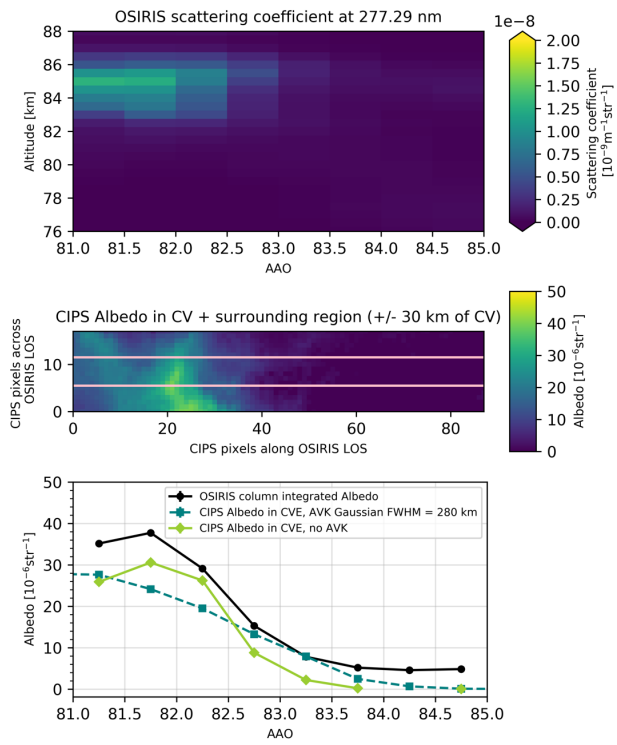 OSIRIS scattering coefficient at 277.29 nm
1e−8
88
86
84
82
80
78
76
Altitude [km]
81.0 81.5 82.0 82.5 83.0 83.5 84.0 84.5 85.0
AAO
2.00
1.75
1.50
1.25
1.00
0.75
0.50
0.25
0.00
Scattering coefficient
[10⁻⁹m⁻¹str⁻¹]
CIPS Albedo in CV + surrounding region (+/- 30 km of CV)
CIPS pixels across
OSIRIS LOS
10
0
0 20 40 60 80
CIPS pixels along OSIRIS LOS
50
40
30
20
10
0
Albedo [10⁻⁶str⁻¹]
50
40
30
20
10
0
Albedo [10⁻⁶str⁻¹]
OSIRIS column integrated Albedo
CIPS Albedo in CVE, AVK Gaussian FWHM = 280 km
CIPS Albedo in CVE, no AVK
81.0 81.5 82.0 82.5 83.0 83.5 84.0 84.5 85.0
AAO